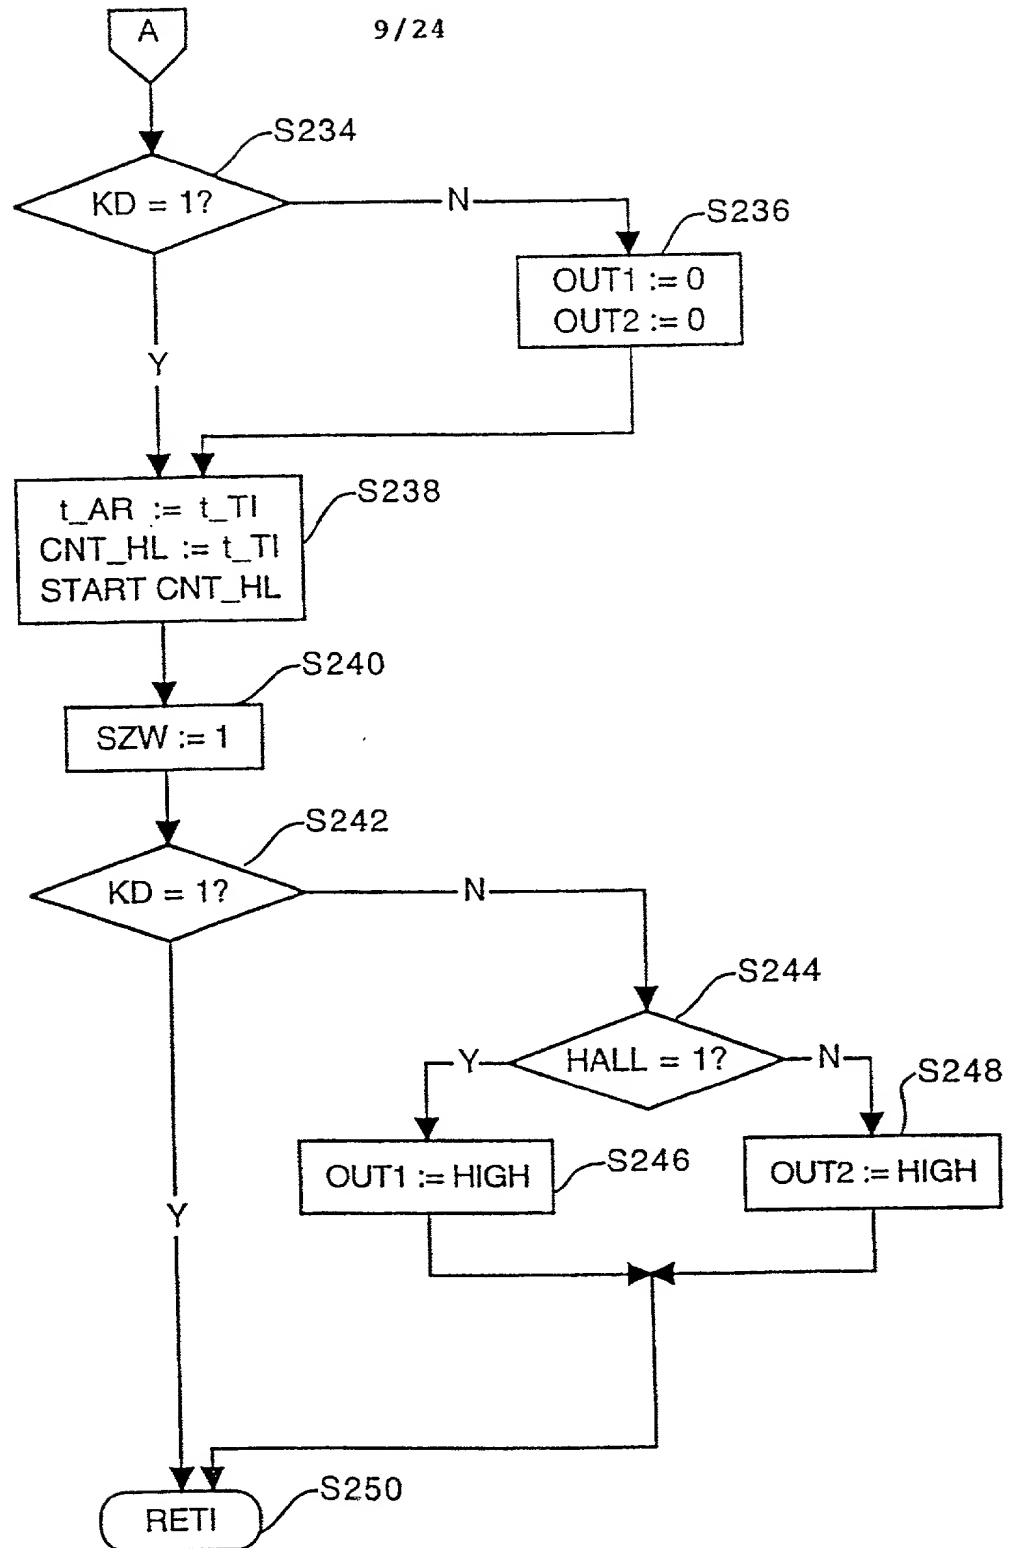 A
9/24
S234
KD = 1?
N
S236
OUT1 := 0
OUT2 := 0
Y
S238
t_AR := t_TI
CNT_HL := t_TI
START CNT_HL
S240
SZW := 1
S242
KD = 1?
N
S244
HALL = 1?
Y
N
S248
OUT1 := HIGH
S246
OUT2 := HIGH
Y
S250
RETI